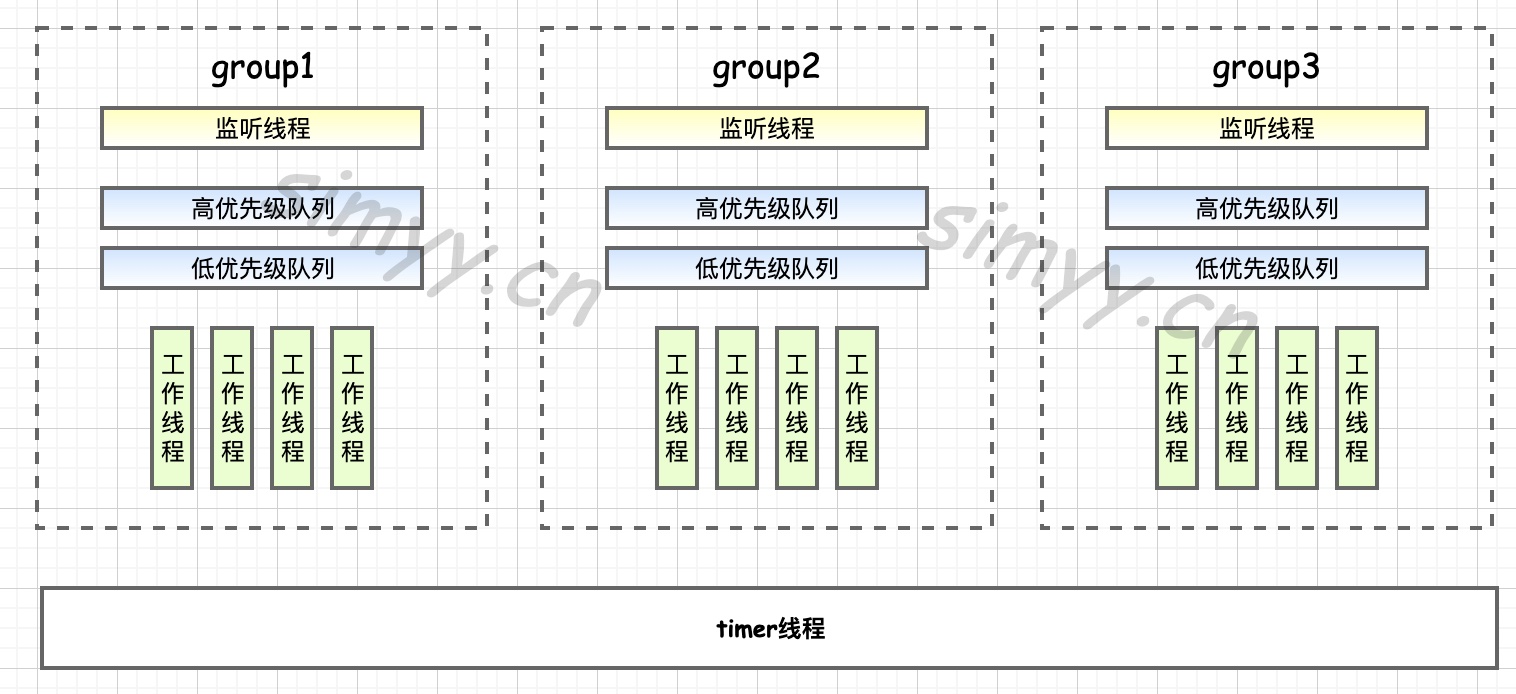 group1
监听线程
高优先级队列
低优先级队列
工作线程
工作线程
工作线程
工作线程
group2
监听线程
高优先级队列
低优先级队列
工作线程
工作线程
工作线程
工作线程
group3
监听线程
高优先级队列
低优先级队列
工作线程
工作线程
工作线程
工作线程
timer线程
simyy.cn
simyy.cn